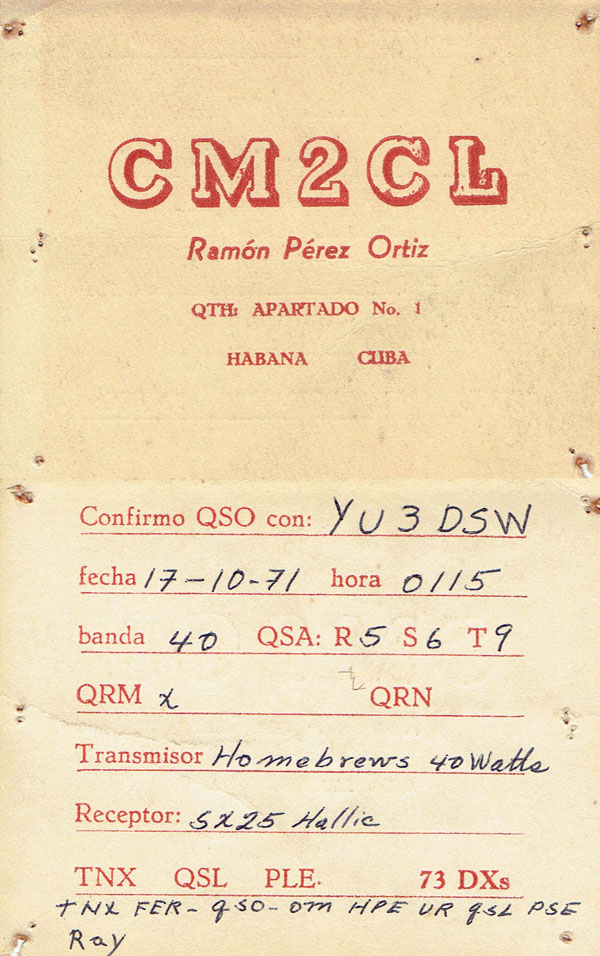 CM2CL
Ramón Pérez Ortiz
QTH: APARTADO No. 1
HABANA CUBA
Confirmo QSO con: YU3DSW
fecha 17-10-71 hora 0115
banda 40 QSA: R5 S6 T9
QRM x QRN
Transmisor Homebrews 40 Watts
Receptor: SX25 Hallic
TNX QSL PLE. 73 DXs
TNX FER-QSO-OM HPE UR QSL PSE
Ray